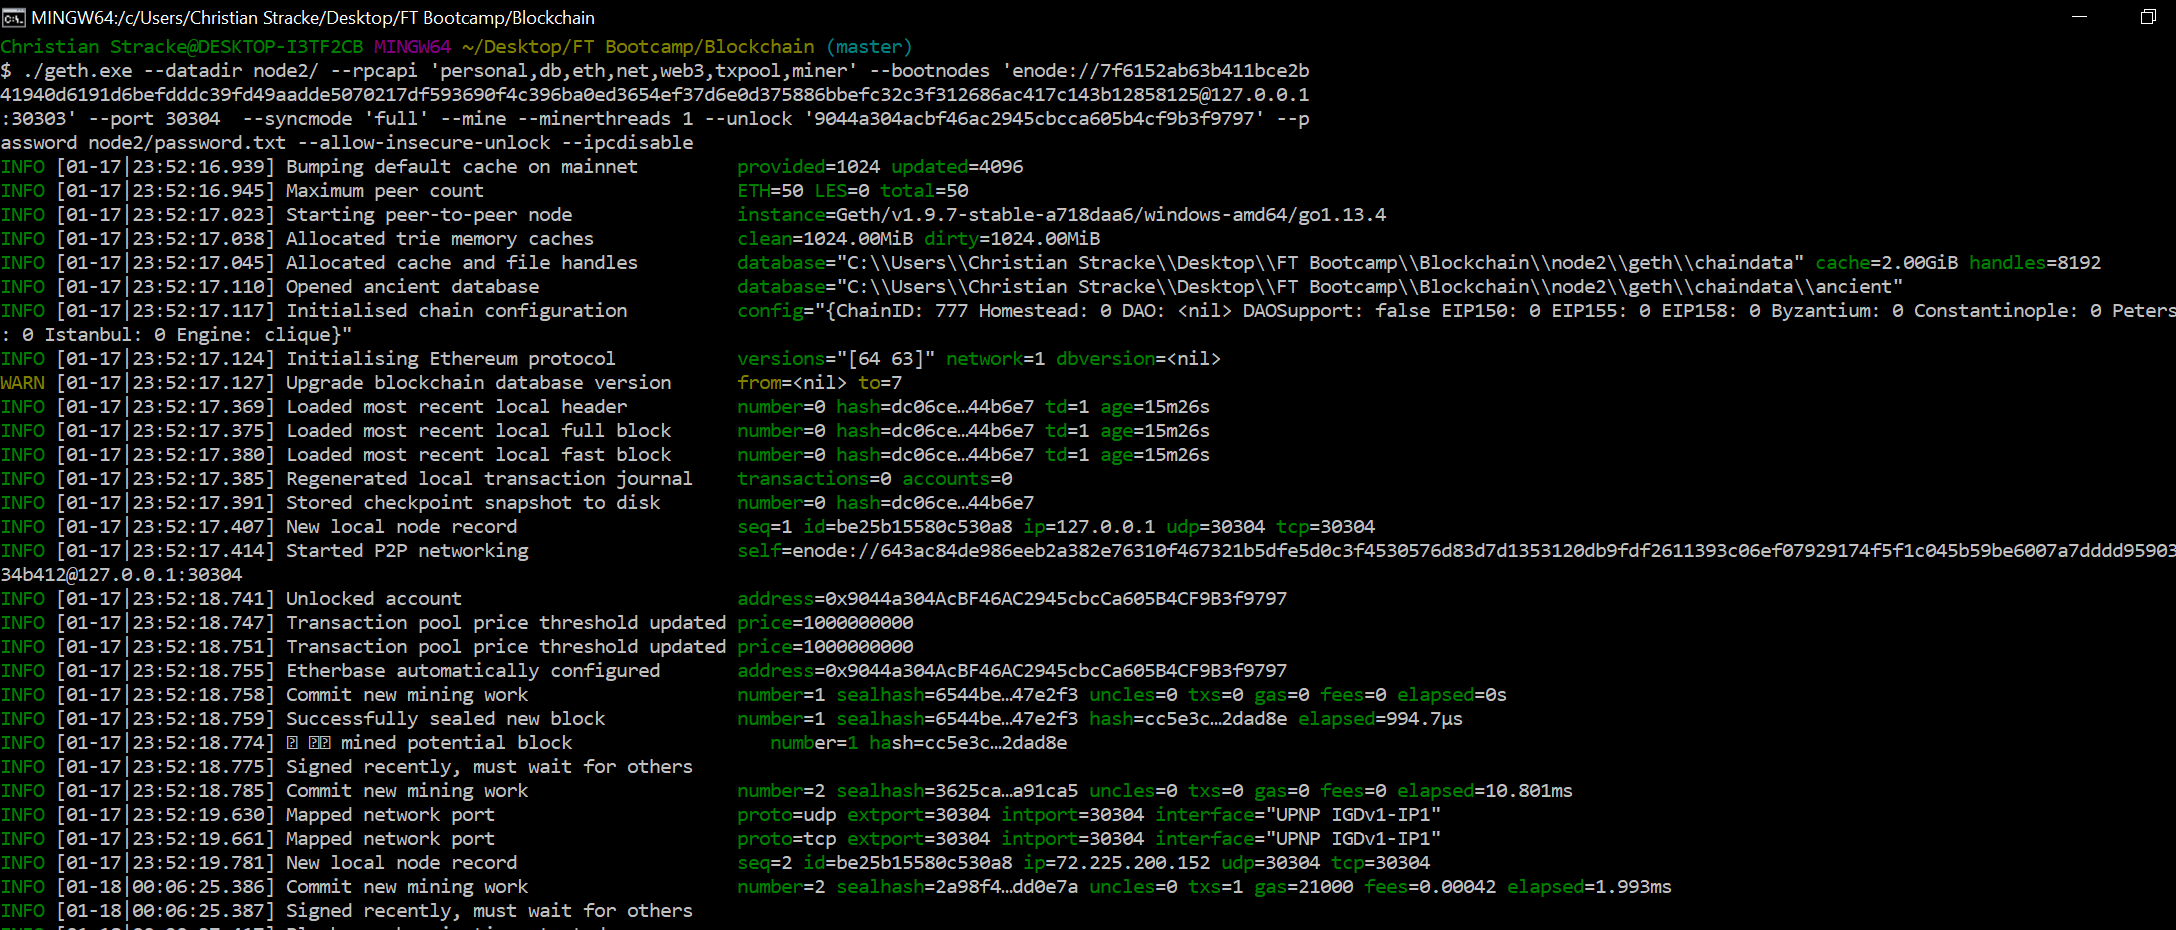 MINGW64:/c/Users/Christian Stracke/Desktop/FT Bootcamp/Blockchain
Christian Stracke@DESKTOP-I3TF2CB MINGW64 ~/Desktop/FT Bootcamp/Blockchain (master)
$ ./geth.exe --datadir node2/ --rpcapi 'personal,db,eth,net,web3,txpool,miner' --bootnodes 'enode://7f6152ab63b411bce2b
41940d6191d6befdddc39fd49aadde5070217df593690f4c396ba0ed3654ef37d6e0d375886bbefc32c3f312686ac417c143b12858125@127.0.0.1
:30303' --port 30304  --syncmode 'full' --mine --minerthreads 1 --unlock '9044a304acbf46ac2945cbcca605b4cf9b3f9797' --p
assword node2/password.txt --allow-insecure-unlock --ipcdisable
INFO [01-17|23:52:16.939] Bumping default cache on mainnet provided=1024 updated=4096
INFO [01-17|23:52:16.945] Maximum peer count ETH=50 LES=0 total=50
INFO [01-17|23:52:17.023] Starting peer-to-peer node instance=Geth/v1.9.7-stable-a718daa6/windows-amd64/go1.13.4
INFO [01-17|23:52:17.038] Allocated trie memory caches clean=1024.00MiB dirty=1024.00MiB
INFO [01-17|23:52:17.045] Allocated cache and file handles database="C:\\Users\\Christian Stracke\\Desktop\\FT Bootcamp\\Blockchain\\node2\\geth\\chaindata" cache=2.00GiB handles=8192
INFO [01-17|23:52:17.110] Opened ancient database database="C:\\Users\\Christian Stracke\\Desktop\\FT Bootcamp\\Blockchain\\node2\\geth\\chaindata\\ancient"
INFO [01-17|23:52:17.117] Initialised chain configuration config="{ChainID: 777 Homestead: 0 DAO: <nil> DAOSupport: false EIP150: 0 EIP155: 0 EIP158: 0 Byzantium: 0 Constantinople: 0 Peters
: 0 Istanbul: 0 Engine: clique}"
INFO [01-17|23:52:17.124] Initialising Ethereum protocol versions="[64 63]" network=1 dbversion=<nil>
WARN [01-17|23:52:17.127] Upgrade blockchain database version from=<nil> to=7
INFO [01-17|23:52:17.369] Loaded most recent local header number=0 hash=dc06ce…44b6e7 td=1 age=15m26s
INFO [01-17|23:52:17.375] Loaded most recent local full block number=0 hash=dc06ce…44b6e7 td=1 age=15m26s
INFO [01-17|23:52:17.380] Loaded most recent local fast block number=0 hash=dc06ce…44b6e7 td=1 age=15m26s
INFO [01-17|23:52:17.385] Regenerated local transaction journal transactions=0 accounts=0
INFO [01-17|23:52:17.391] Stored checkpoint snapshot to disk number=0 hash=dc06ce…44b6e7
INFO [01-17|23:52:17.407] New local node record seq=1 id=be25b15580c530a8 ip=127.0.0.1 udp=30304 tcp=30304
INFO [01-17|23:52:17.414] Started P2P networking self=enode://643ac84de986eeb2a382e76310f467321b5dfe5d0c3f4530576d83d7d1353120db9fdf2611393c06ef07929174f5f1c045b59be6007a7dddd95903
34b412@127.0.0.1:30304
INFO [01-17|23:52:18.741] Unlocked account address=0x9044a304AcBF46AC2945cbcCa605B4CF9B3f9797
INFO [01-17|23:52:18.747] Transaction pool price threshold updated price=1000000000
INFO [01-17|23:52:18.751] Transaction pool price threshold updated price=1000000000
INFO [01-17|23:52:18.755] Etherbase automatically configured address=0x9044a304AcBF46AC2945cbcCa605B4CF9B3f9797
INFO [01-17|23:52:18.758] Commit new mining work number=1 sealhash=6544be…47e2f3 uncles=0 txs=0 gas=0 fees=0 elapsed=0s
INFO [01-17|23:52:18.759] Successfully sealed new block number=1 sealhash=6544be…47e2f3 hash=cc5e3c…2dad8e elapsed=994.7µs
INFO [01-17|23:52:18.774] mined potential block number=1 hash=cc5e3c…2dad8e
INFO [01-17|23:52:18.775] Signed recently, must wait for others
INFO [01-17|23:52:18.785] Commit new mining work number=2 sealhash=3625ca…a91ca5 uncles=0 txs=0 gas=0 fees=0 elapsed=10.801ms
INFO [01-17|23:52:19.630] Mapped network port proto=udp extport=30304 intport=30304 interface="UPNP IGDv1-IP1"
INFO [01-17|23:52:19.661] Mapped network port proto=tcp extport=30304 intport=30304 interface="UPNP IGDv1-IP1"
INFO [01-17|23:52:19.781] New local node record seq=2 id=be25b15580c530a8 ip=72.225.200.152 udp=30304 tcp=30304
INFO [01-18|00:06:25.386] Commit new mining work number=2 sealhash=2a98f4…dd0e7a uncles=0 txs=1 gas=21000 fees=0.00042 elapsed=1.993ms
INFO [01-18|00:06:25.387] Signed recently, must wait for others